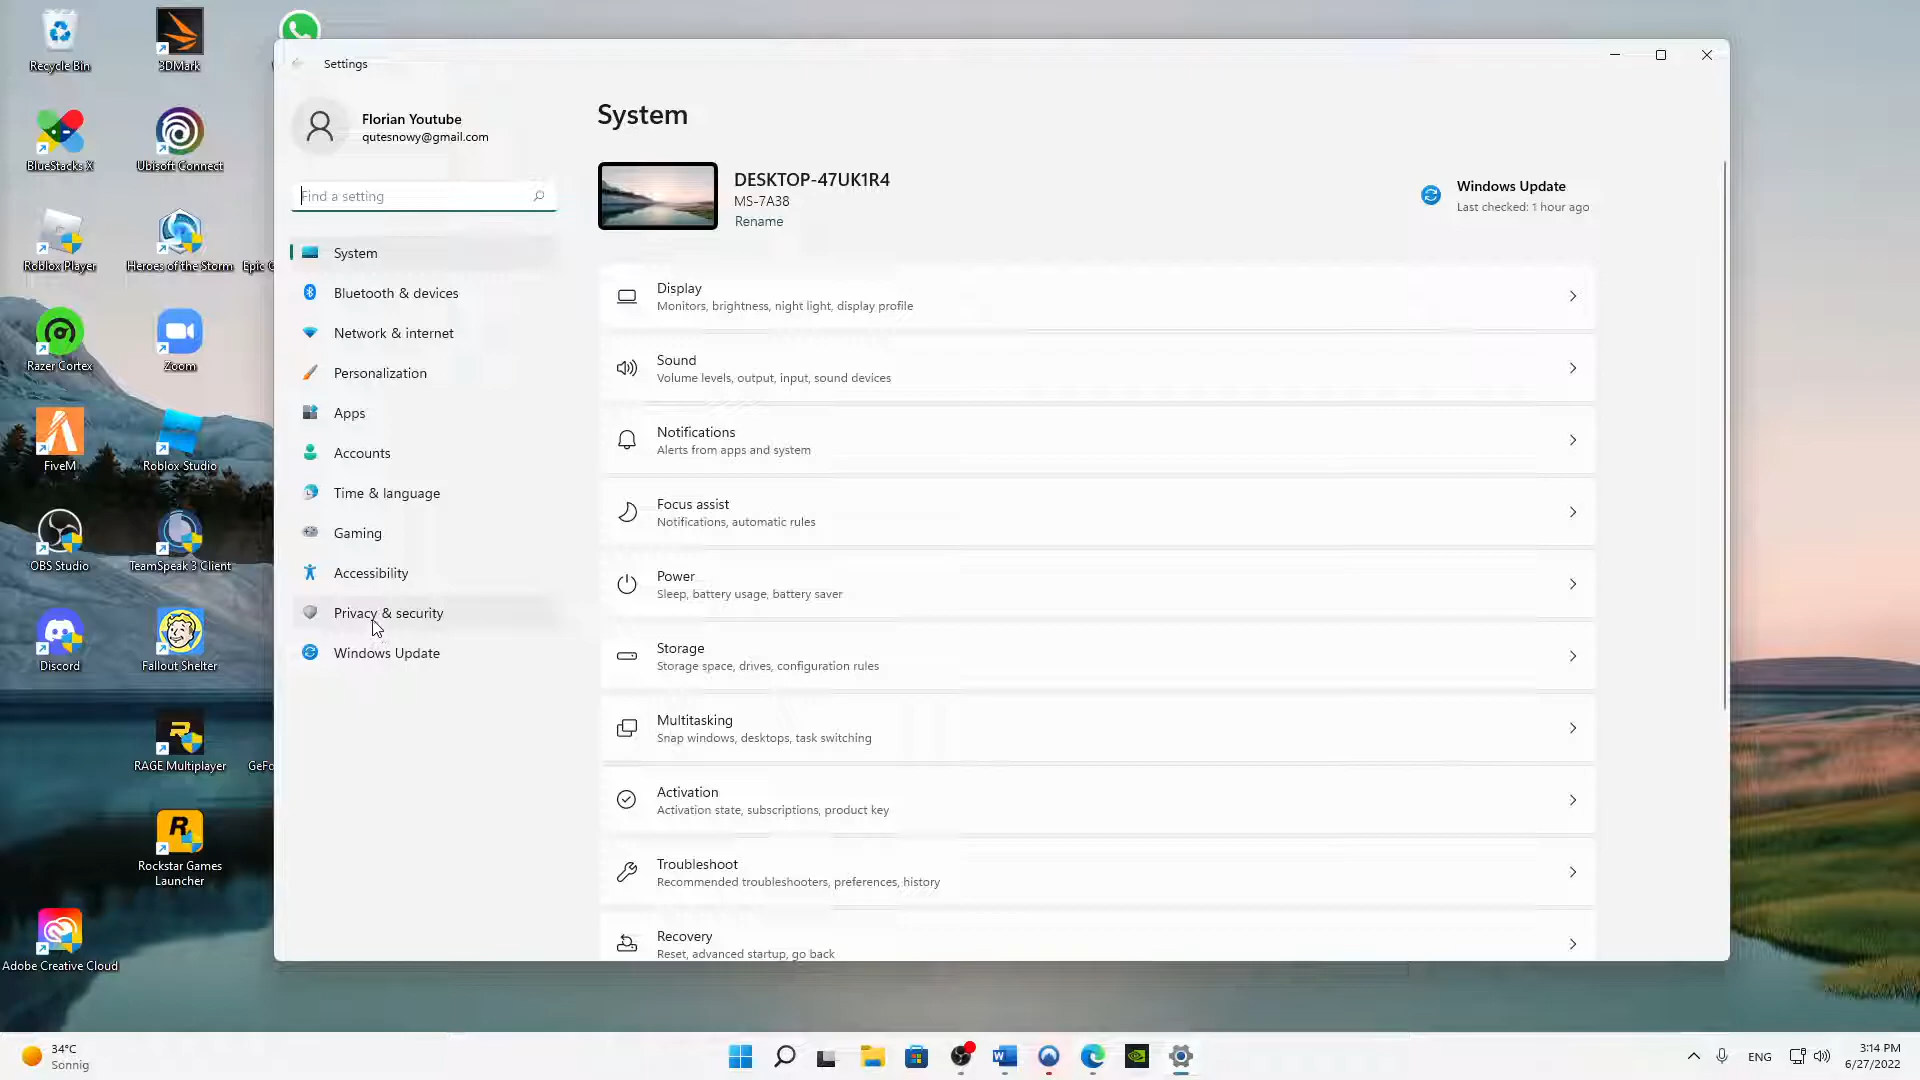 Recycle Bin
3DMark
BlueStacks X
Ubisoft Connect
Roblox Player
Heroes of the Storm
Epic G
Razer Cortex
Zoom
FiveM
Roblox Studio
OBS Studio
TeamSpeak 3 Client
Discord
Fallout Shelter
RAGE Multiplayer
GeFo
Rockstar Games
Launcher
Adobe Creative Cloud
Settings
Florian Youtube
qutesnowy@gmail.com
Find a setting
System
Bluetooth & devices
Network & internet
Personalization
Apps
Accounts
Time & language
Gaming
Accessibility
Privacy & security
Windows Update
System
DESKTOP-47UK1R4
MS-7A38
Rename
Windows Update
Last checked: 1 hour ago
Display
Monitors, brightness, night light, display profile
Sound
Volume levels, output, input, sound devices
Notifications
Alerts from apps and system
Focus assist
Notifications, automatic rules
Power
Sleep, battery usage, battery saver
Storage
Storage space, drives, configuration rules
Multitasking
Snap windows, desktops, task switching
Activation
Activation state, subscriptions, product key
Troubleshoot
Recommended troubleshooters, preferences, history
Recovery
Reset, advanced startup, go back
34°C
Sonnig
ENG
3:14 PM
6/27/2022